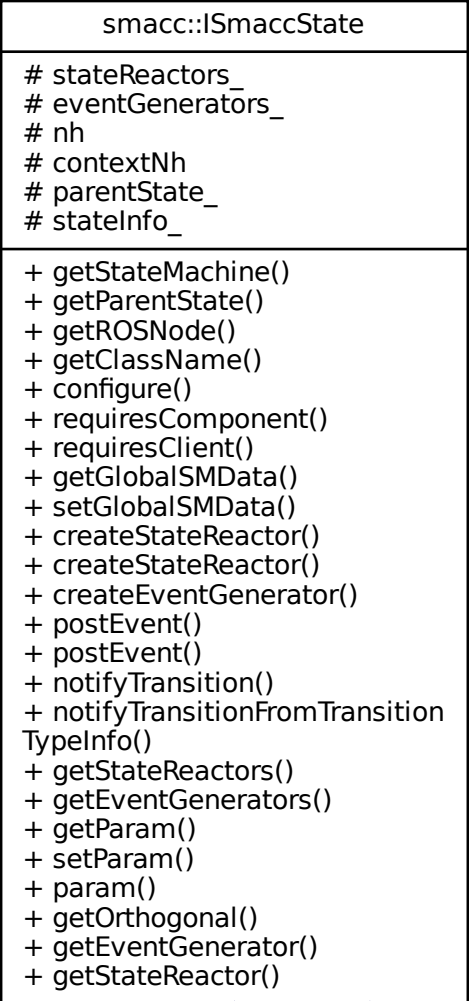 smacc::ISmaccState
# stateReactors_
# eventGenerators_
# nh
# contextNh
# parentState_
# stateInfo_
+ getStateMachine()
+ getParentState()
+ getROSNode()
+ getClassName()
+ configure()
+ requiresComponent()
+ requiresClient()
+ getGlobalSMData()
+ setGlobalSMData()
+ createStateReactor()
+ createStateReactor()
+ createEventGenerator()
+ postEvent()
+ postEvent()
+ notifyTransition()
+ notifyTransitionFromTransition
TypeInfo()
+ getStateReactors()
+ getEventGenerators()
+ getParam()
+ setParam()
+ param()
+ getOrthogonal()
+ getEventGenerator()
+ getStateReactor()